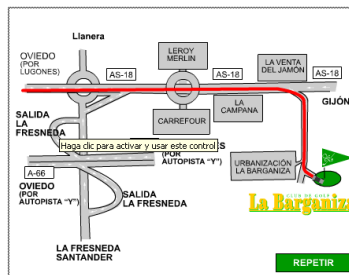 Llanera
OVIEDO
(POR
LUGONES)
AS-18
LEROY
MERLIN
AS-18
LA VENTA
DEL JAMÓN
AS-18
GIJÓN
LA
CAMPANA
SALIDA
LA
FRESNEDA
CARREFOUR
Haga clic para activar y usar este control
(POR
AUTOPISTA "Y")
URBANIZACIÓN
LA BARGANIZA
A-66
OVIEDO
(POR
AUTOPISTA "Y")
SALIDA
LA FRESNEDA
CLUB DE GOLF
La Barganiza
LA FRESNEDA
SANTANDER
REPETIR